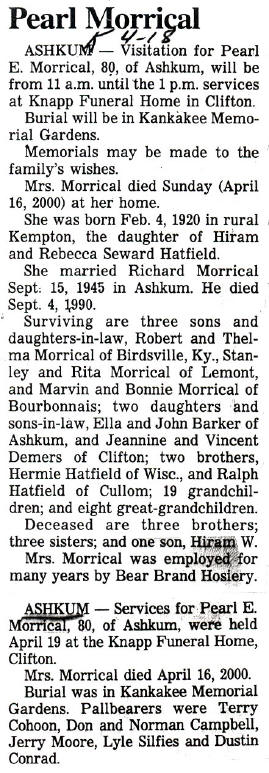 Pearl Morrical
4-18
ASHKUM — Visitation for Pearl
E. Morrical, 80, of Ashkum, will be
from 11 a.m. until the 1 p.m. services
at Knapp Funeral Home in Clifton.
Burial will be in Kankakee Memo-
rial Gardens.
Memorials may be made to the
family's wishes.
Mrs. Morrical died Sunday (April
16, 2000) at her home.
She was born Feb. 4, 1920 in rural
Kempton, the daughter of Hiram
and Rebecca Seward Hatfield.
She married Richard Morrical
Sept. 15, 1945 in Ashkum. He died
Sept. 4, 1990.
Surviving are three sons and
daughters-in-law, Robert and Thel-
ma Morrical of Birdsville, Ky., Stan-
ley and Rita Morrical of Lemont,
and Marvin and Bonnie Morrical of
Bourbonnais; two daughters and
sons-in-law, Ella and John Barker of
Ashkum, and Jeannine and Vincent
Demers of Clifton; two brothers,
Hermie Hatfield of Wisc., and Ralph
Hatfield of Cullom; 19 grandchil-
dren; and eight great-grandchildren.
Deceased are three brothers;
three sisters; and one son, Hiram W.
Mrs. Morrical was employed for
many years by Bear Brand Hosiery.
ASHKUM — Services for Pearl E.
Morrical, 80, of Ashkum, were held
April 19 at the Knapp Funeral Home,
Clifton.
Mrs. Morrical died April 16, 2000.
Burial was in Kankakee Memorial
Gardens. Pallbearers were Terry
Cohoon, Don and Norman Campbell,
Jerry Moore, Lyle Silfies and Dustin
Conrad.